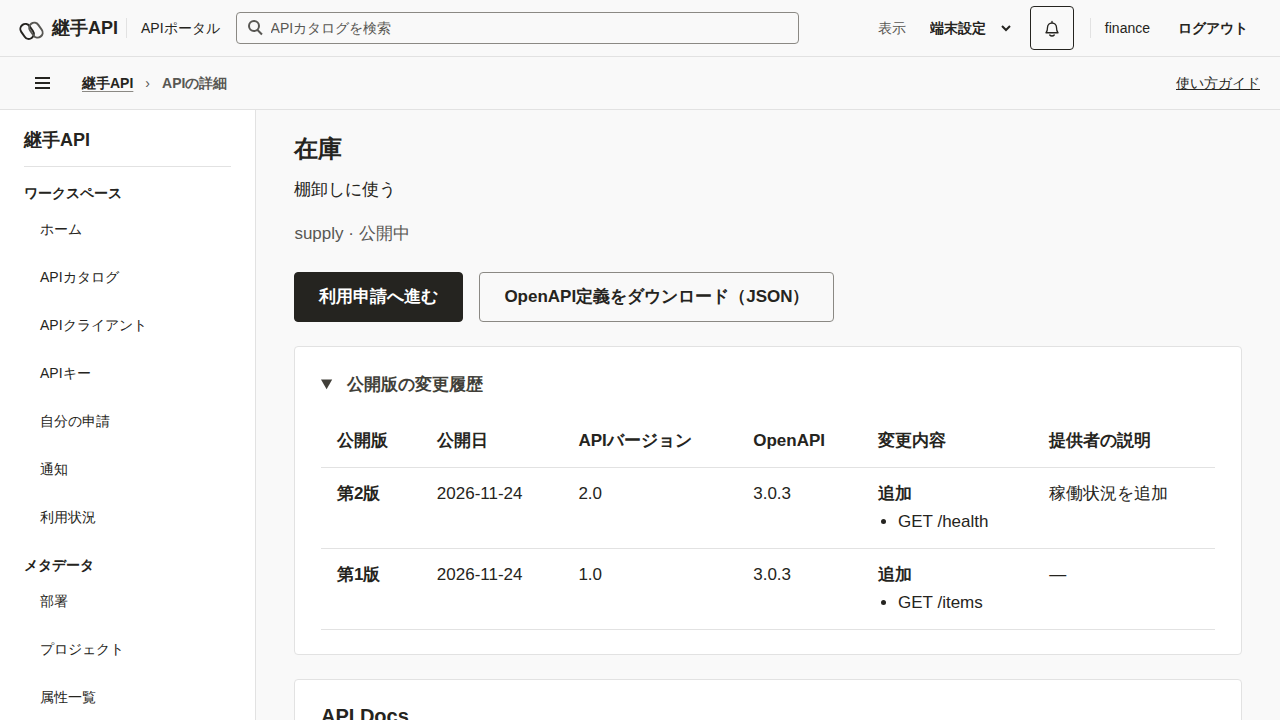 継手API
APIポータル
APIカタログを検索
表示
端末設定
finance
ログアウト
継手API › APIの詳細
使い方ガイド
継手API
ワークスペース
ホーム
APIカタログ
APIクライアント
APIキー
自分の申請
通知
利用状況
メタデータ
部署
プロジェクト
属性一覧
在庫
棚卸しに使う
supply · 公開中
利用申請へ進む
OpenAPI定義をダウンロード（JSON）
▼ 公開版の変更履歴
公開版 公開日 APIバージョン OpenAPI 変更内容 提供者の説明
第2版 2026-11-24 2.0 3.0.3 追加 稼働状況を追加
• GET /health
第1版 2026-11-24 1.0 3.0.3 追加 —
• GET /items
API Docs